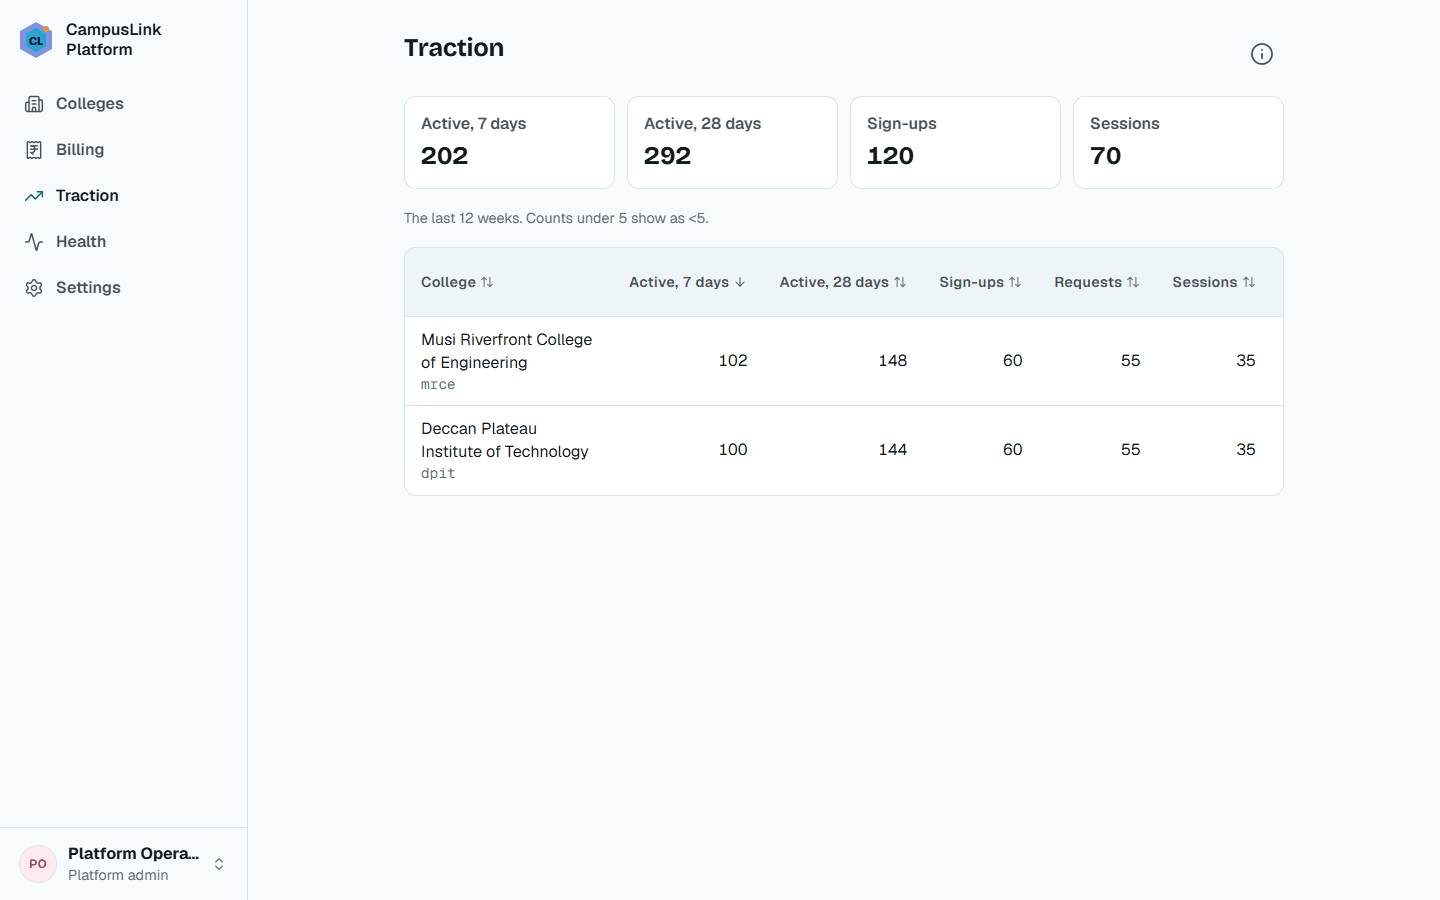 CL
CampusLink
Platform
Colleges
Billing
Traction
Health
Settings
PO
Platform Opera...
Platform admin
Traction
Active, 7 days
202
Active, 28 days
292
Sign-ups
120
Sessions
70
The last 12 weeks. Counts under 5 show as <5.
College Active, 7 days Active, 28 days Sign-ups Requests Sessions
Musi Riverfront College
of Engineering
mrce
102 148 60 55 35
Deccan Plateau
Institute of Technology
dpit
100 144 60 55 35